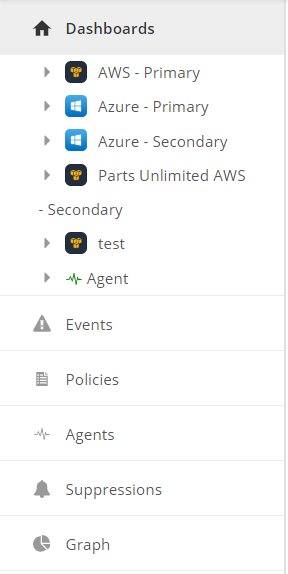 Dashboards
AWS - Primary
Azure - Primary
Azure - Secondary
Parts Unlimited AWS
- Secondary
test
Agent
Events
Policies
Agents
Suppressions
Graph